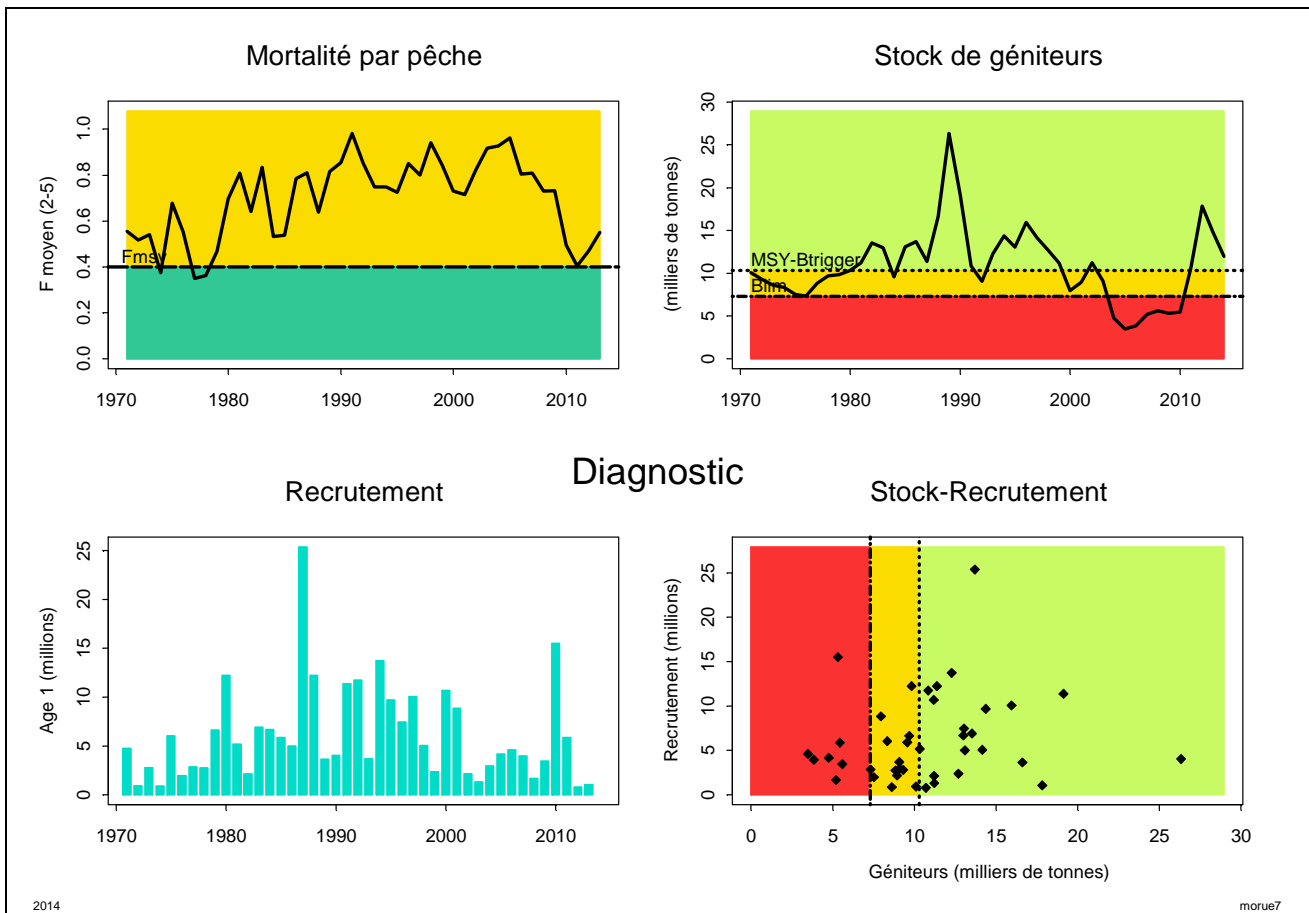 Mortalité par pêche
F moyen (2-5)
0.0 0.2 0.4 0.6 0.8 1.0
Fmsy
1970 1980 1990 2000 2010
Stock de géniteurs
(milliers de tonnes)
0 5 10 15 20 25 30
MSY-Btrigger
Blim
1970 1980 1990 2000 2010
Diagnostic
Recrutement
Age 1 (millions)
0 5 10 15 20 25
1970 1980 1990 2000 2010
Stock-Recrutement
Recrutement (millions)
0 5 10 15 20 25
0 5 10 15 20 25 30
Géniteurs (milliers de tonnes)
2014
morue7